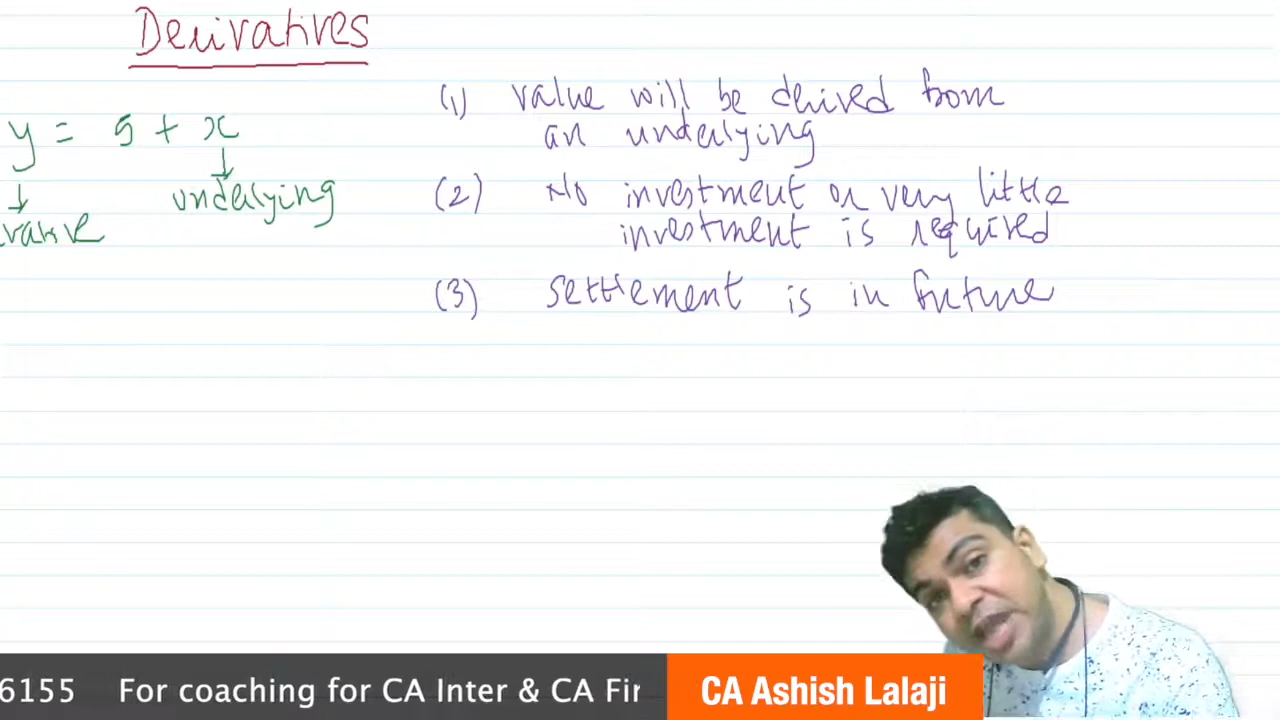 Derivatives
y = 5 + x
underlying
vative
(1) value will be derived from
an underlying
(2) No investment or very little
investment is required
(3) settlement is in future
6155 For coaching for CA Inter & CA Fir
CA Ashish Lalaji